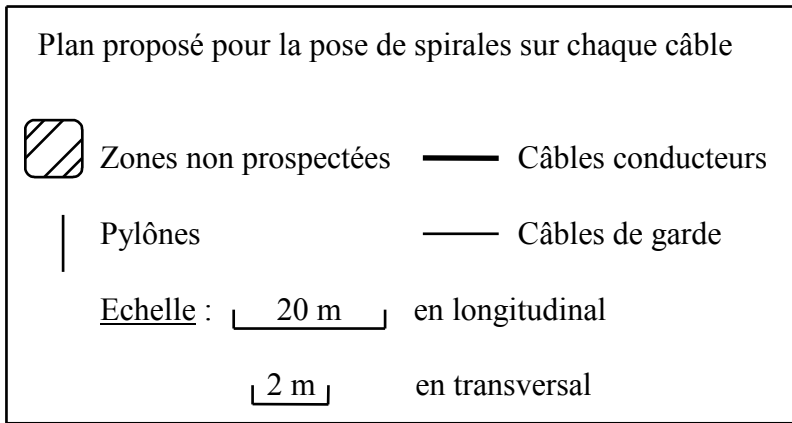 Plan proposé pour la pose de spirales sur chaque câble
Zones non prospectées Câbles conducteurs
Pylônes Câbles de garde
Echelle : 20 m en longitudinal
2 m en transversal